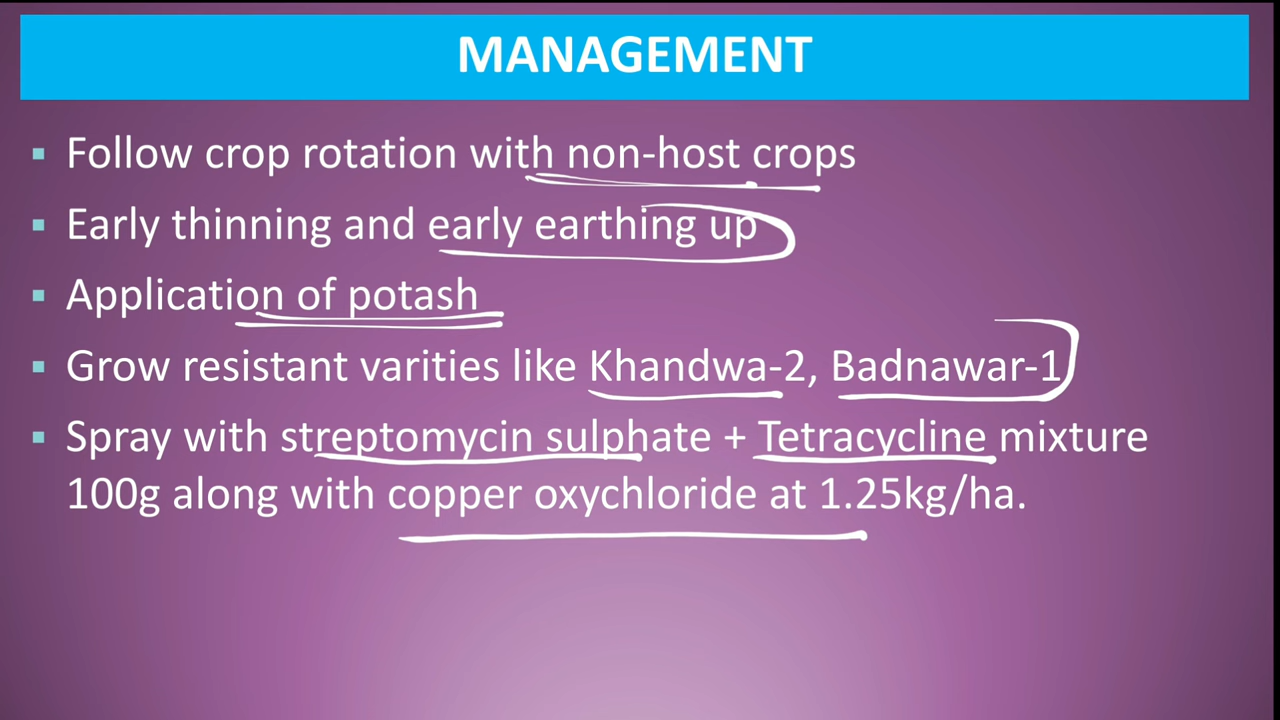 MANAGEMENT
▪ Follow crop rotation with non-host crops
▪ Early thinning and early earthing up
▪ Application of potash
▪ Grow resistant varities like Khandwa-2, Badnawar-1
▪ Spray with streptomycin sulphate + Tetracycline mixture
100g along with copper oxychloride at 1.25kg/ha.